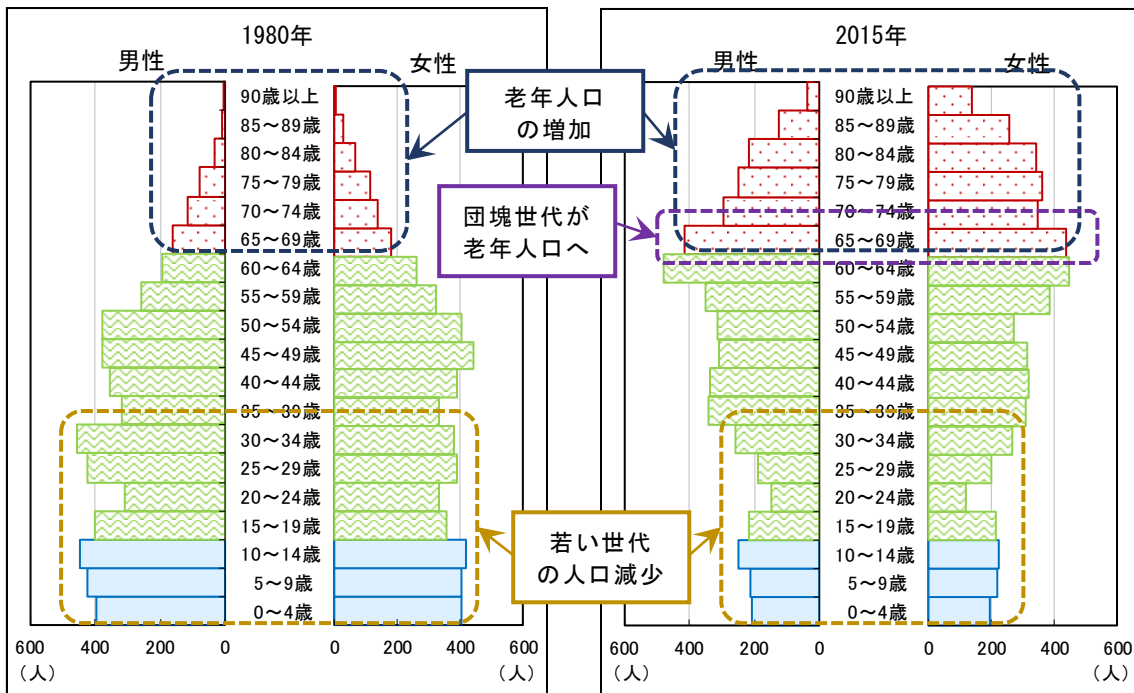 1980年
男性
女性
90歳以上
85～89歳
80～84歳
75～79歳
70～74歳
65～69歳
60～64歳
55～59歳
50～54歳
45～49歳
40～44歳
35～39歳
30～34歳
25～29歳
20～24歳
15～19歳
10～14歳
5～9歳
0～4歳
600 400 200 0
0 200 400 600
（人）
（人）
老年人口
の増加
団塊世代が
老年人口へ
若い世代
の人口減少
2015年
男性
女性
90歳以上
85～89歳
80～84歳
75～79歳
70～74歳
65～69歳
60～64歳
55～59歳
50～54歳
45～49歳
40～44歳
35～39歳
30～34歳
25～29歳
20～24歳
15～19歳
10～14歳
5～9歳
0～4歳
600 400 200 0
0 200 400 600
（人）
（人）